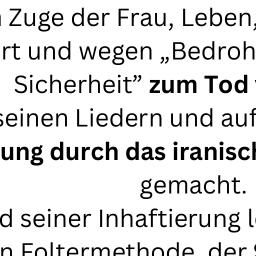 Zuge der Frau, Leben,
rt und wegen „Bedroh
Sicherheit” zum Tod
seinen Liedern und auf
ung durch das iranisch
gemacht.
d seiner Inhaftierung l
n Foltermethode, der